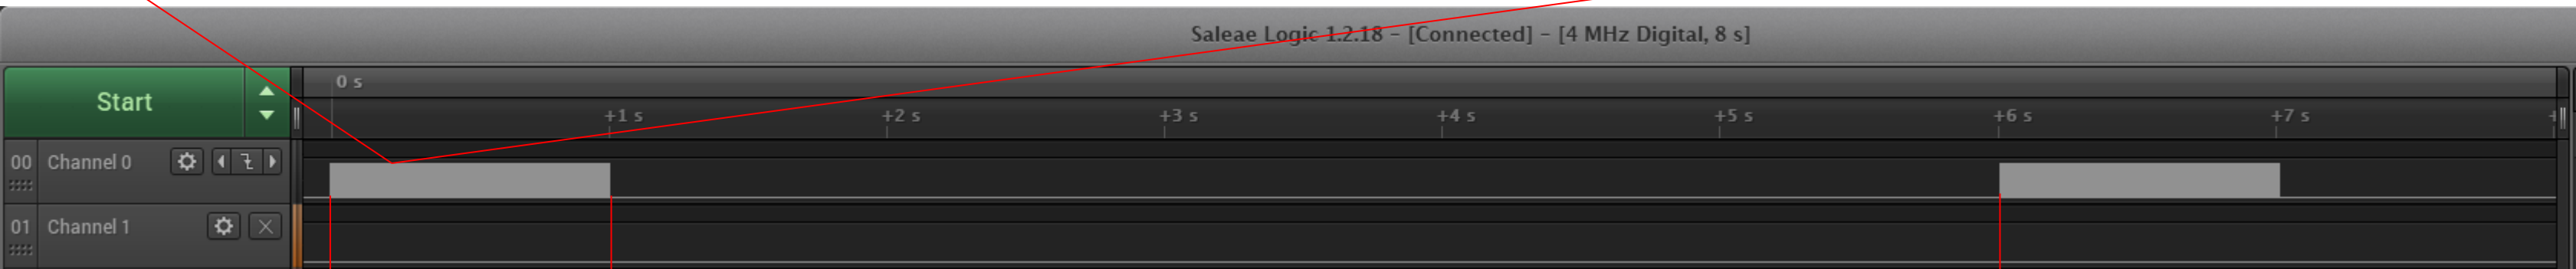 Saleae Logic 1.2.18 - [Connected] - [4 MHz Digital, 8 s]
Start
0 s
+1 s +2 s +3 s +4 s +5 s +6 s +7 s
00 Channel 0
01 Channel 1